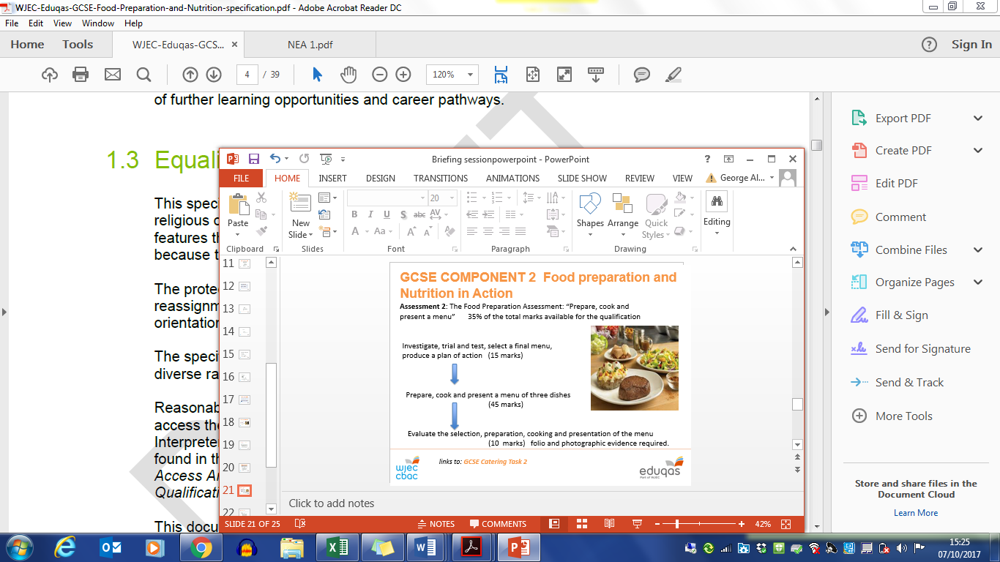 WJEC-Eduqas-GCSE-Food-Preparation-and-Nutrition-specification.pdf - Adobe Acrobat Reader DC
File Edit View Window Help
Home Tools WJEC-Eduqas-GCS... × NEA 1.pdf Sign In
4 / 39 120%
of further learning opportunities and career pathways.
1.3 Equali
This speci
religious o
features th
because t
The protec
reassignm
orientation
The specif
diverse ra
Reasonab
access the
Interprete
found in th
Access Ar
Qualificati
This docu
Briefing sessionpowerpoint - PowerPoint
FILE HOME INSERT DESIGN TRANSITIONS ANIMATIONS SLIDE SHOW REVIEW VIEW George Al...
Paste
New
Slide
20
B I U S abc AV
A Aa A A
Shapes Arrange Quick
Styles
Editing
Clipboard Slides Font Paragraph Drawing
11
12
13
14
15
16
17
18
19
20
21
22
GCSE COMPONENT 2 Food preparation and
Nutrition in Action
Assessment 2: The Food Preparation Assessment: “Prepare, cook and
present a menu” 35% of the total marks available for the qualification
Investigate, trial and test, select a final menu,
produce a plan of action (15 marks)
Prepare, cook and present a menu of three dishes
(45 marks)
Evaluate the selection, preparation, cooking and presentation of the menu
(10 marks) folio and photographic evidence required.
links to: GCSE Catering Task 2
wjec
cbac
eduqas
Part of WJEC
Click to add notes
SLIDE 21 OF 25 NOTES COMMENTS 42%
Export PDF
Create PDF
Edit PDF
Comment
Combine Files
Organize Pages
Fill & Sign
Send for Signature
Send & Track
More Tools
Store and share files in the
Document Cloud
Learn More
15:25
07/10/2017